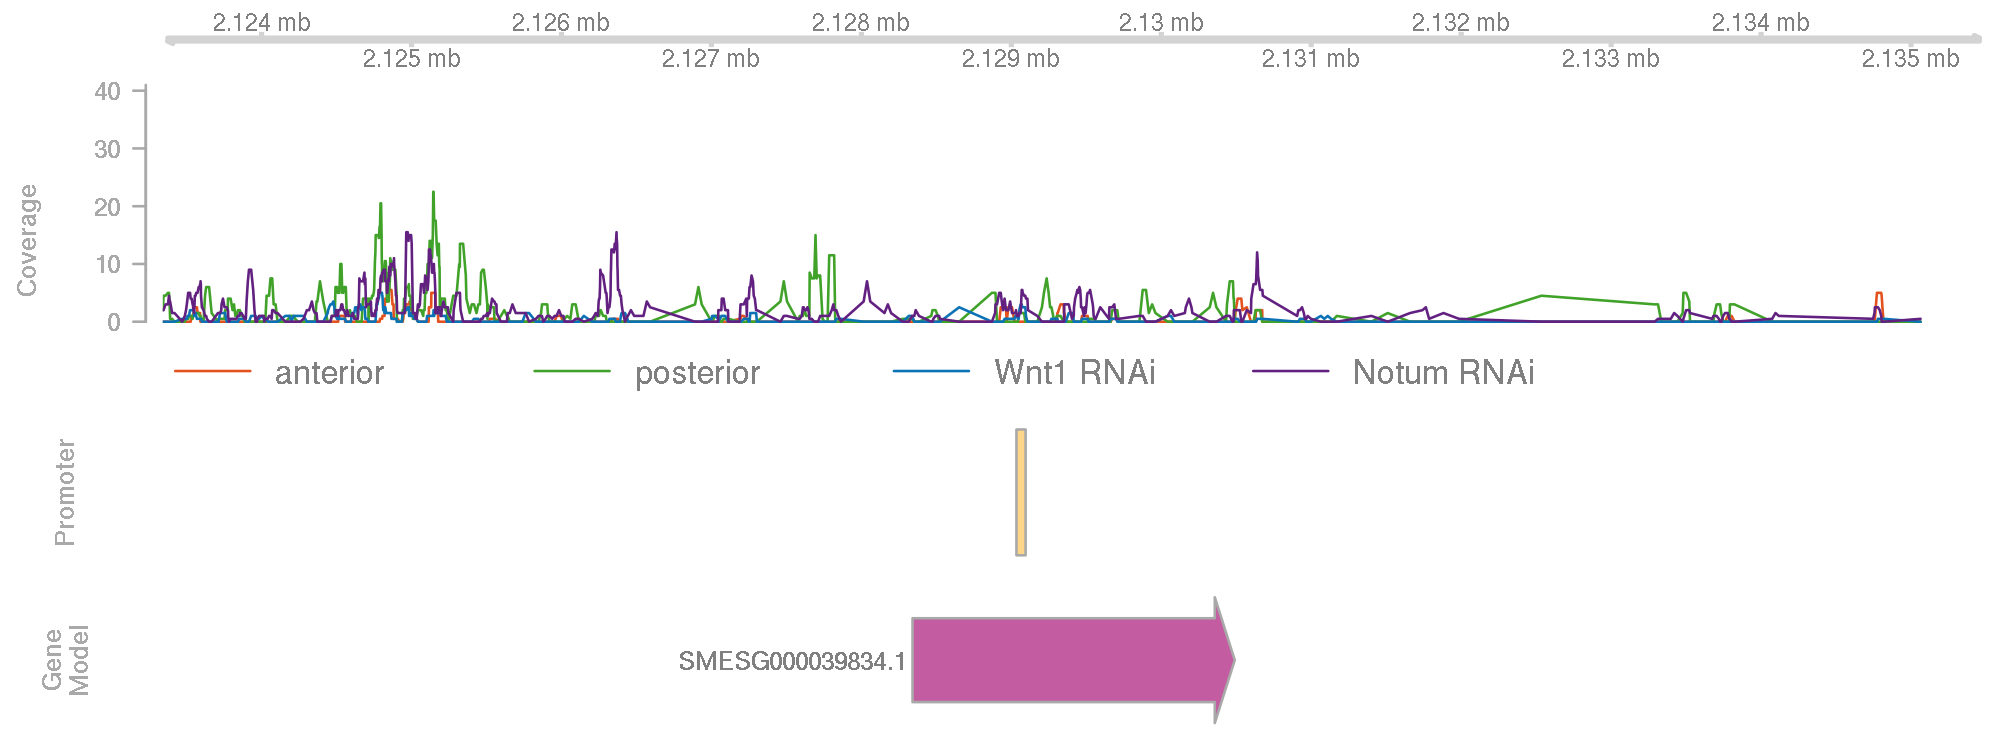 2.124 mb 2.126 mb 2.128 mb 2.13 mb 2.132 mb 2.134 mb
2.125 mb 2.127 mb 2.129 mb 2.131 mb 2.133 mb 2.135 mb
40
30
20
10
0
Coverage
anterior posterior Wnt1 RNAi Notum RNAi
Promoter
SMESG000039834.1
Gene
Model